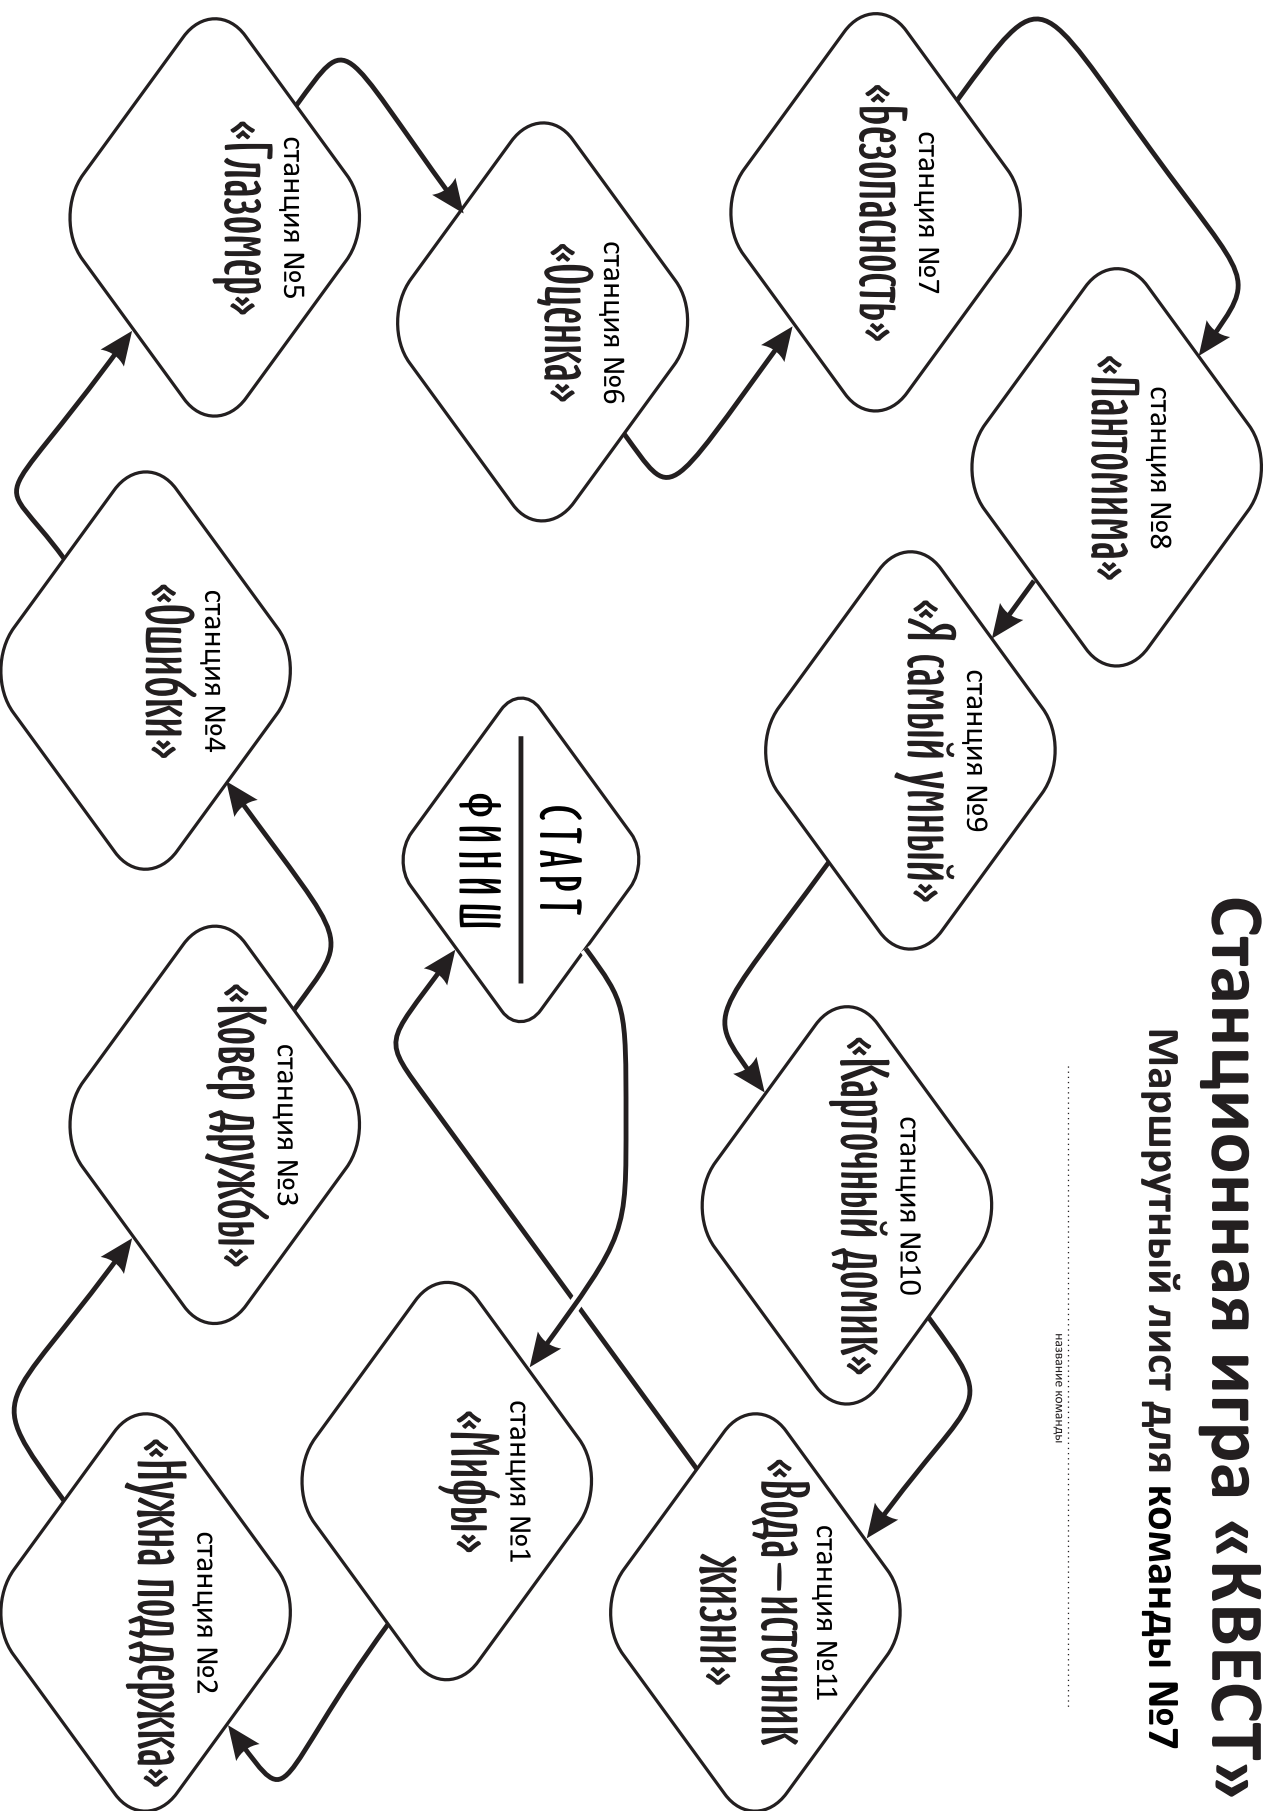 Станционная игра «КВЕСТ»
Маршрутный лист для команды №7
название команды
СТАРТ
ФИНИШ
станция №1
«Мифы»
станция №2
«Нужна поддержка»
станция №3
«Ковер дружбы»
станция №4
«Ошибки»
станция №5
«Глазомер»
станция №6
«Оценка»
станция №7
«Безопасность»
станция №8
«Пантомима»
станция №9
«Я самый умный»
станция №10
«Карточный домик»
станция №11
«Вода – источник
жизни»